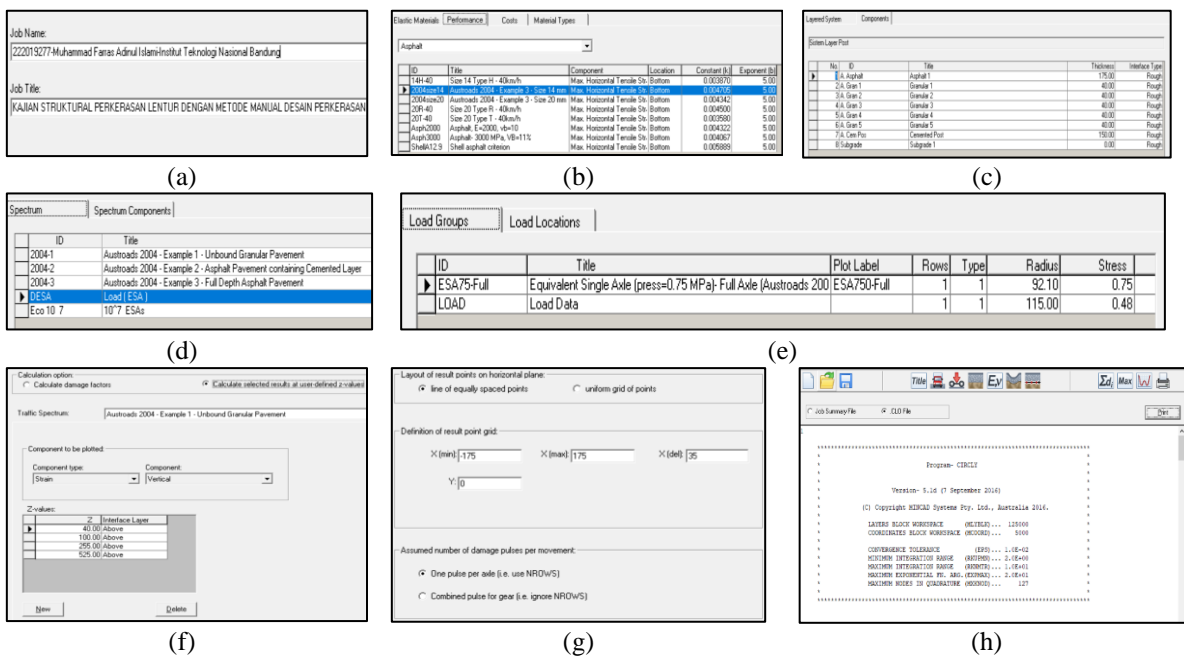 Job Name:
222019277-Muhammad Farras Adinul Islami-Institut Teknologi Nasional Bandung
Job Title:
KAJIAN STRUKTURAL PERKERASAN LENTUR DENGAN METODE MANUAL DESAIN PERKERASAN
(a)
Elastic Materials Performance Costs Material Types
Asphalt
ID Title Component Location Constant (k) Exponent (b)
14H-40 Size 14 Type H - 40km/h Max. Horizontal Tensile Str. Bottom 0.003870 5.00
2004size14 Austroads 2004 - Example 3 - Size 14 mm Max. Horizontal Tensile Str. Bottom 0.004705 5.00
2004size20 Austroads 2004 - Example 3 - Size 20 mm Max. Horizontal Tensile Str. Bottom 0.004342 5.00
20R-40 Size 20 Type R - 40km/h Max. Horizontal Tensile Str. Bottom 0.004500 5.00
20T-40 Size 20 Type T - 40km/h Max. Horizontal Tensile Str. Bottom 0.003580 5.00
Asph2000 Asphalt, E=2000, vb=10 Max. Horizontal Tensile Str. Bottom 0.004322 5.00
Asph3000 Asphalt- 3000 MPa, VB=11% Max. Horizontal Tensile Str. Bottom 0.004067 5.00
ShellA12.9 Shell asphalt criterion Max. Horizontal Tensile Str. Bottom 0.005889 5.00
(b)
Layered System Components
Sistem Layer Post
No. ID Title Thickness Interface Type
1 A. Asphalt Asphalt 1 175.00 Rough
2 A. Gran 1 Granular 1 40.00 Rough
3 A. Gran 2 Granular 2 40.00 Rough
4 A. Gran 3 Granular 3 40.00 Rough
5 A. Gran 4 Granular 4 40.00 Rough
6 A. Gran 5 Granular 5 40.00 Rough
7 A. Cem Pos Cemented Post 150.00 Rough
8 Subgrade Subgrade 1 0.00 Rough
(c)
Spectrum Spectrum Components
ID Title
2004-1 Austroads 2004 - Example 1 - Unbound Granular Pavement
2004-2 Austroads 2004 - Example 2 - Asphalt Pavement containing Cemented Layer
2004-3 Austroads 2004 - Example 3 - Full Depth Asphalt Pavement
DESA Load ( ESA )
Eco 10 7 10^7 ESAs
(d)
Load Groups Load Locations
ID Title Plot Label Rows Type Radius Stress
ESA75-Full Equivalent Single Axle (press=0.75 MPa)- Full Axle (Austroads 200 ESA750-Full 1 1 92.10 0.75
LOAD Load Data 1 1 115.00 0.48
(e)
Calculation option:
Calculate damage factors Calculate selected results at user-defined z-values
Traffic Spectrum: Austroads 2004 - Example 1 - Unbound Granular Pavement
Component to be plotted:
Component type: Component:
Strain Vertical
Z-values:
Z Interface Layer
40.00 Above
100.00 Above
255.00 Above
525.00 Above
New Delete
(f)
Layout of result points on horizontal plane:
line of equally spaced points uniform grid of points
Definition of result point grid:
X (min): -175 X (max): 175 X (del): 35
Y: 0
Assumed number of damage pulses per movement:
One pulse per axle (i.e. use NROWS)
Combined pulse for gear (i.e. ignore NROWS)
(g)
Title E,v Σdᵢ Max
Job Summary File .CLO File Print
Program- CIRCLY
Version- 5.1d (7 September 2016)
(C) Copyright MINCAD Systems Pty. Ltd., Australia 2016.
LAYERS BLOCK WORKSPACE (MLYBLK)... 125000
COORDINATES BLOCK WORKSPACE (MCOORD)... 5000
CONVERGENCE TOLERANCE (EPS)... 1.0E-02
MINIMUM INTEGRATION RANGE
MAXIMUM INTEGRATION RANGE
MAXIMUM EXPONENTIAL FN. ARG.
MAXIMUM NODES IN QUADRATURE 127
(h)